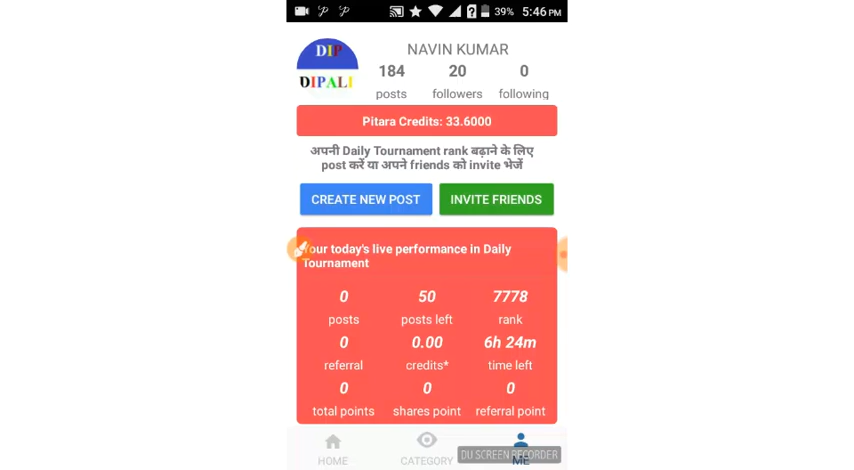 39% 5:46 PM
DIP
DIPALI
NAVIN KUMAR
184 20 0
posts followers following
Pitara Credits: 33.6000
अपनी Daily Tournament rank बढ़ाने के लिए
post करें या अपने friends को invite भेजें
CREATE NEW POST INVITE FRIENDS
our today's live performance in Daily
Tournament
0 50 7778
posts posts left rank
0 0.00 6h 24m
referral credits* time left
0 0 0
total points shares point referral point
HOME CATEGORY ME
DU SCREEN RECORDER